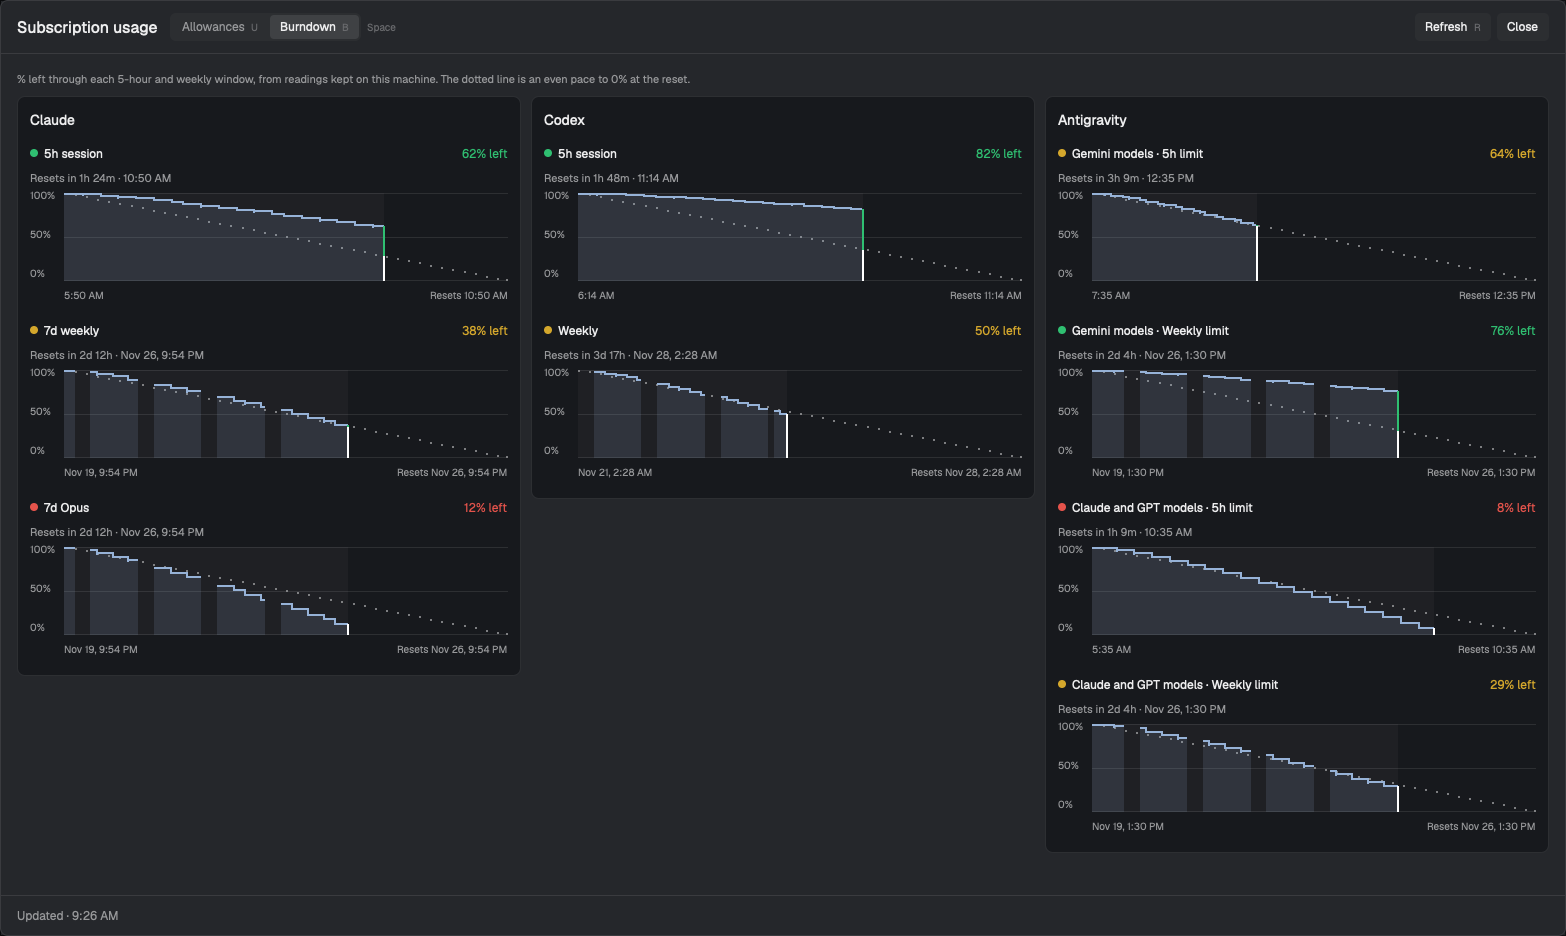 Subscription usage
Allowances U
Burndown B
Space
Refresh R
Close
% left through each 5-hour and weekly window, from readings kept on this machine. The dotted line is an even pace to 0% at the reset.
Claude
5h session 62% left
Resets in 1h 24m · 10:50 AM
100%
50%
0%
5:50 AM Resets 10:50 AM
7d weekly 38% left
Resets in 2d 12h · Nov 26, 9:54 PM
100%
50%
0%
Nov 19, 9:54 PM Resets Nov 26, 9:54 PM
7d Opus 12% left
Resets in 2d 12h · Nov 26, 9:54 PM
100%
50%
0%
Nov 19, 9:54 PM Resets Nov 26, 9:54 PM
Codex
5h session 82% left
Resets in 1h 48m · 11:14 AM
100%
50%
0%
6:14 AM Resets 11:14 AM
Weekly 50% left
Resets in 3d 17h · Nov 28, 2:28 AM
100%
50%
0%
Nov 21, 2:28 AM Resets Nov 28, 2:28 AM
Antigravity
Gemini models · 5h limit 64% left
Resets in 3h 9m · 12:35 PM
100%
50%
0%
7:35 AM Resets 12:35 PM
Gemini models · Weekly limit 76% left
Resets in 2d 4h · Nov 26, 1:30 PM
100%
50%
0%
Nov 19, 1:30 PM Resets Nov 26, 1:30 PM
Claude and GPT models · 5h limit 8% left
Resets in 1h 9m · 10:35 AM
100%
50%
0%
5:35 AM Resets 10:35 AM
Claude and GPT models · Weekly limit 29% left
Resets in 2d 4h · Nov 26, 1:30 PM
100%
50%
0%
Nov 19, 1:30 PM Resets Nov 26, 1:30 PM
Updated · 9:26 AM